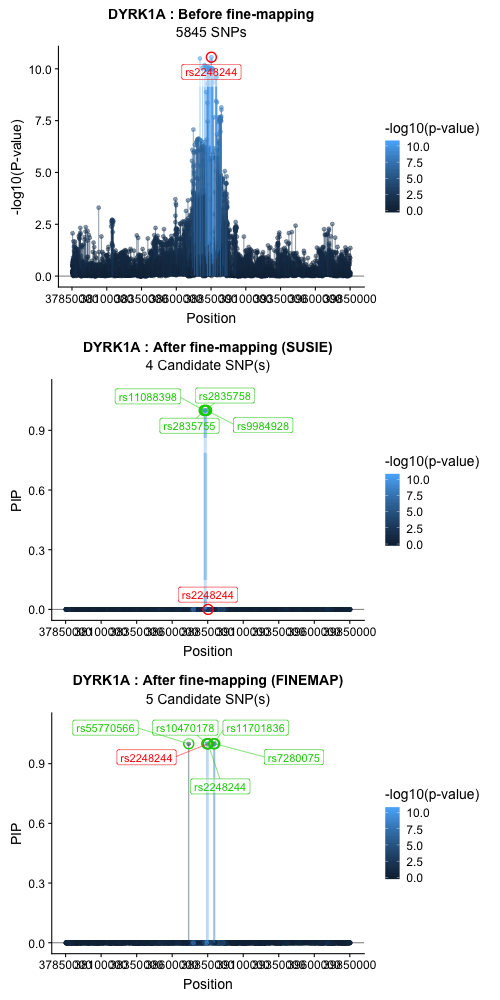 DYRK1A : Before fine-mapping
5845 SNPs
10.0
7.5
5.0
2.5
0.0
-log10(P-value)
rs2248244
Position
-log10(p-value)
10.0
7.5
5.0
2.5
0.0
DYRK1A : After fine-mapping (SUSIE)
4 Candidate SNP(s)
0.9
0.6
0.3
0.0
PIP
rs11088398
rs2835758
rs2835755
rs9984928
rs2248244
Position
-log10(p-value)
10.0
7.5
5.0
2.5
0.0
DYRK1A : After fine-mapping (FINEMAP)
5 Candidate SNP(s)
0.9
0.6
0.3
0.0
PIP
rs55770566
rs10470178
rs11701836
rs2248244
rs7280075
rs2248244
Position
-log10(p-value)
10.0
7.5
5.0
2.5
0.0